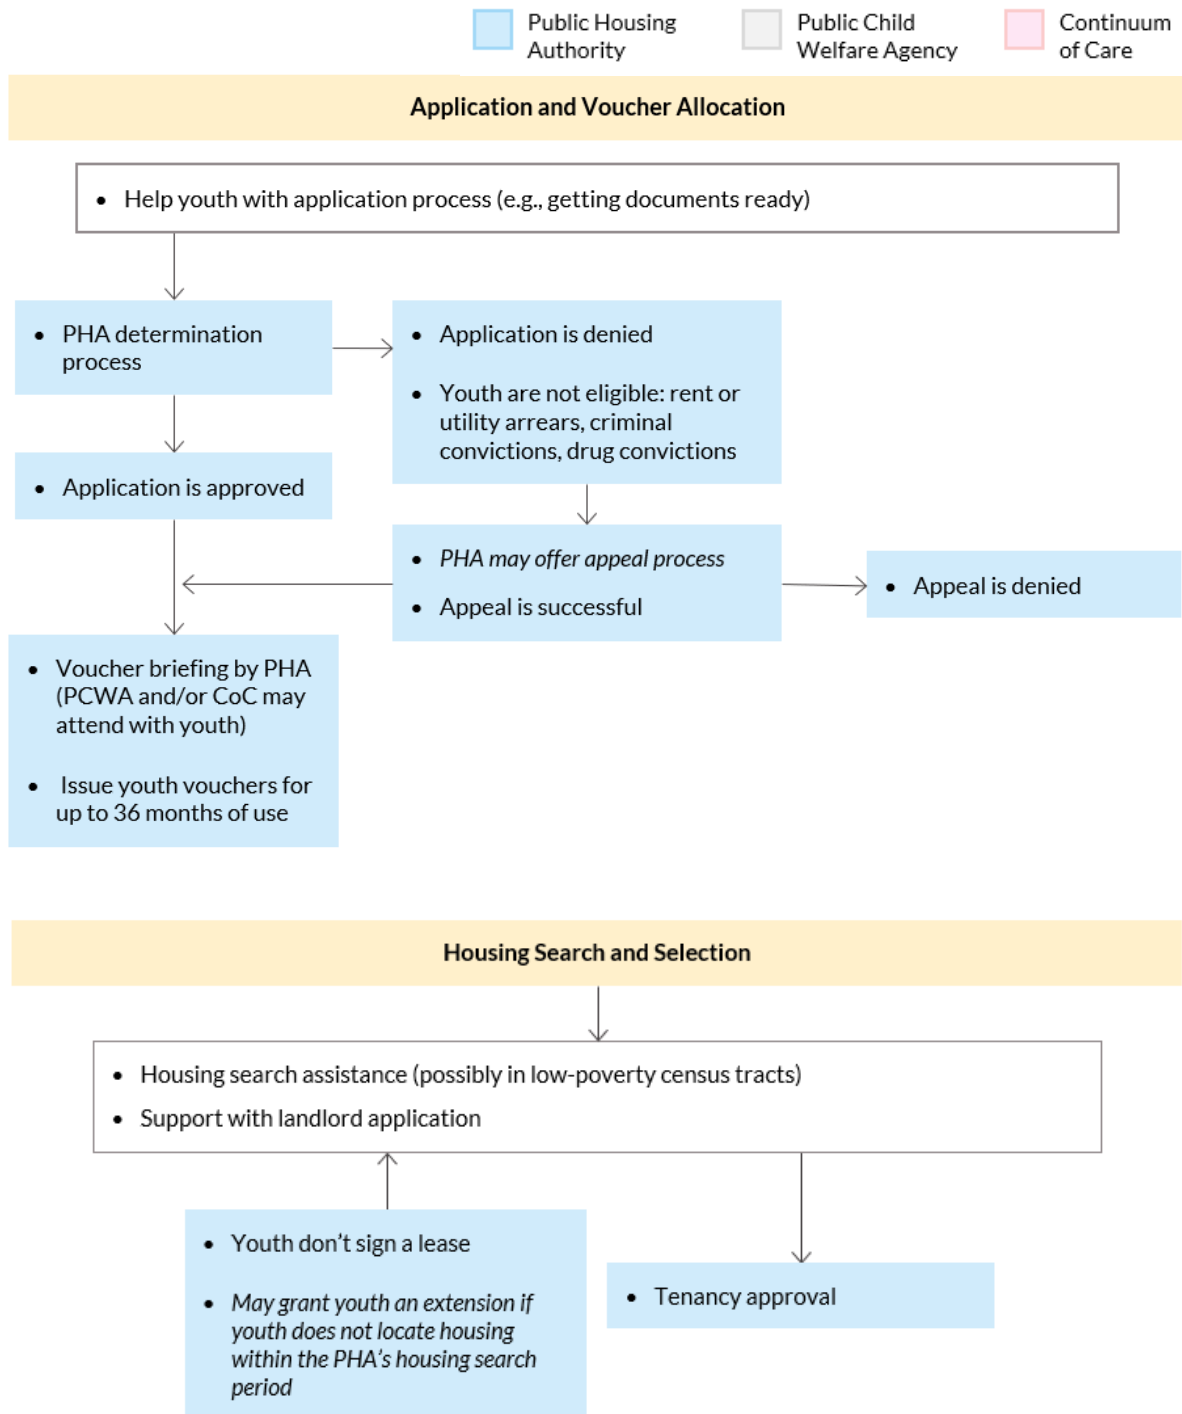 Public Housing
Authority
Public Child
Welfare Agency
Continuum
of Care
Application and Voucher Allocation
• Help youth with application process (e.g., getting documents ready)
• PHA determination
process
• Application is denied
• Youth are not eligible: rent or
utility arrears, criminal
convictions, drug convictions
• Application is approved
• PHA may offer appeal process
• Appeal is successful
• Appeal is denied
• Voucher briefing by PHA
(PCWA and/or CoC may
attend with youth)
• Issue youth vouchers for
up to 36 months of use
Housing Search and Selection
• Housing search assistance (possibly in low-poverty census tracts)
• Support with landlord application
• Youth don’t sign a lease
• May grant youth an extension if
youth does not locate housing
within the PHA’s housing search
period
• Tenancy approval